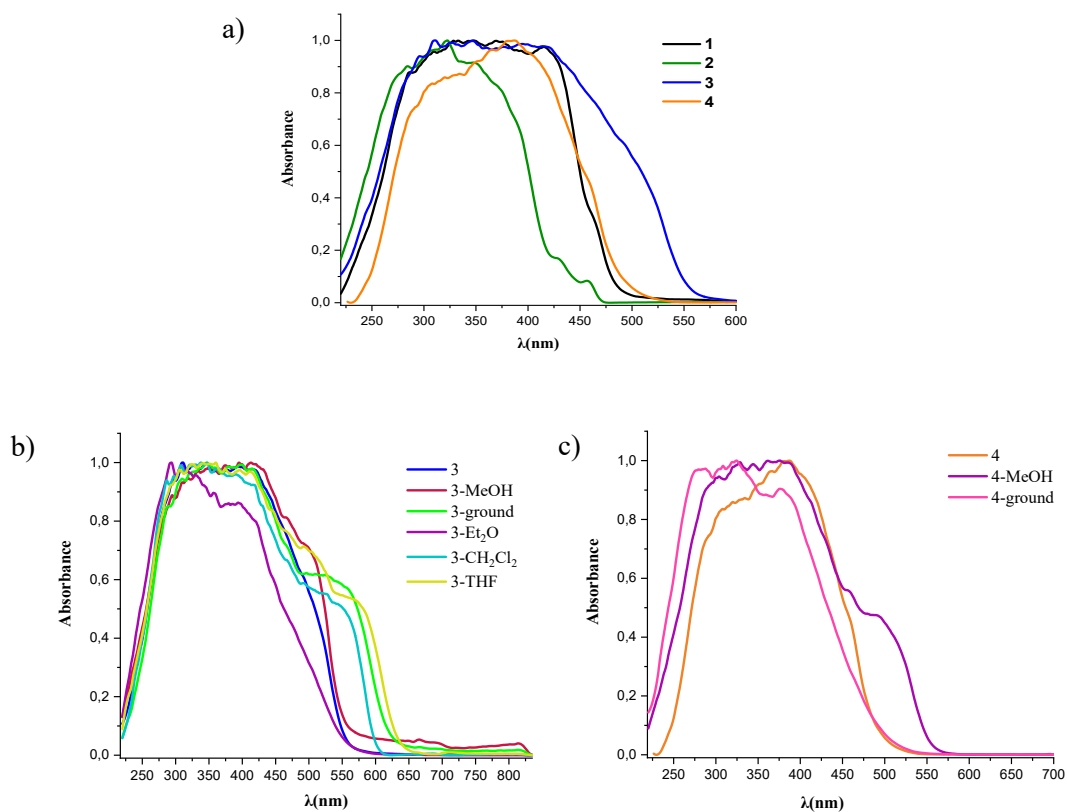 a)
1,0
0,8
0,6
0,4
0,2
0,0
Absorbance
250 300 350 400 450 500 550 600
λ(nm)
1
2
3
4
b)
1,0
0,8
0,6
0,4
0,2
0,0
Absorbance
250 300 350 400 450 500 550 600 650 700 750 800
λ(nm)
3
3-MeOH
3-ground
3-Et₂O
3-CH₂Cl₂
3-THF
c)
1,0
0,8
0,6
0,4
0,2
0,0
Absorbance
250 300 350 400 450 500 550 600 650 700
λ(nm)
4
4-MeOH
4-ground